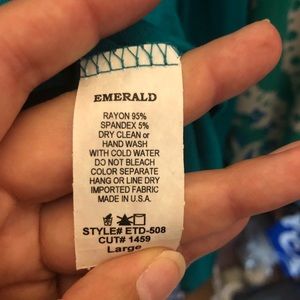 EMERALD
RAYON 95%
SPANDEX 5%
DRY CLEAN or
HAND WASH
WITH COLD WATER
DO NOT BLEACH
COLOR SEPARATE
HANG OR LINE DRY
IMPORTED FABRIC
MADE IN U.S.A.
STYLE# ETD-508
CUT# 1459
Large